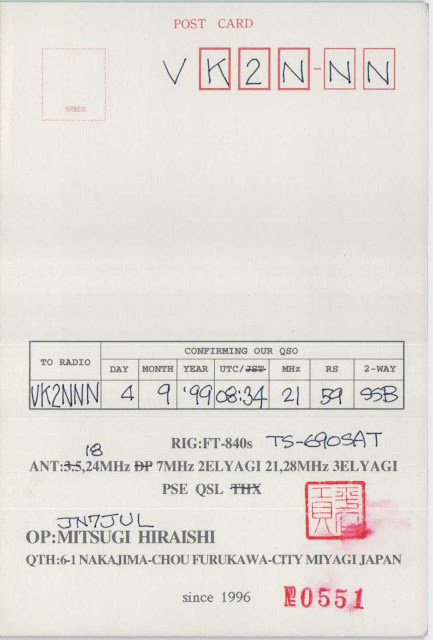 POST CARD
VK2N-NN
CONFIRMING OUR QSO
TO RADIO DAY MONTH YEAR UTC/JST MHz RS 2-WAY
VK2NNN 4 9 '99 08:34 21 59 SSB
RIG:FT-840s TS-690SAT
18
ANT:3.5,24MHz DP 7MHz 2ELYAGI 21,28MHz 3ELYAGI
PSE QSL THX
平石貢
JN7JUL
OP:MITSUGI HIRAISHI
QTH:6-1 NAKAJIMA-CHOU FURUKAWA-CITY MIYAGI JAPAN
since 1996 №0551